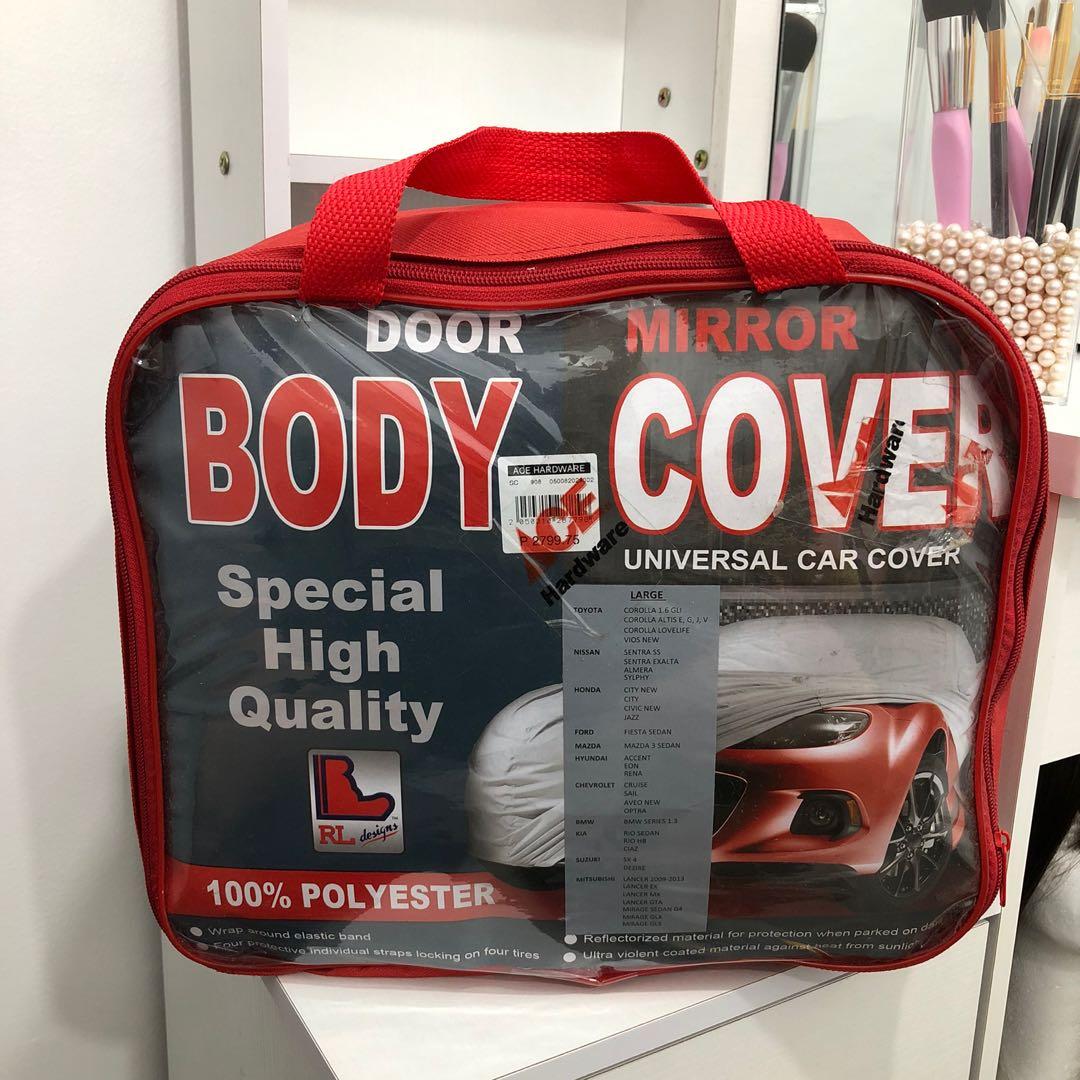 DOOR MIRROR
BODY COVER
ACE HARDWARE
P 2799.75
ACE
Hardware
Hardware
UNIVERSAL CAR COVER
Special
High
Quality
RL designs™
100% POLYESTER
Wrap around elastic band
Four protective individual straps locking on four tires
LARGE
TOYOTA COROLLA 1.6 GLI
COROLLA ALTIS E, G, J, V
COROLLA LOVELIFE
VIOS NEW
NISSAN SENTRA SS
SENTRA EXALTA
ALMERA
SYLPHY
HONDA CITY NEW
CITY
CIVIC NEW
JAZZ
FORD FIESTA SEDAN
MAZDA MAZDA 3 SEDAN
HYUNDAI ACCENT
EON
RENA
CHEVROLET CRUISE
SAIL
AVEO NEW
OPTRA
BMW BMW SERIES 1.3
KIA RIO SEDAN
RIO HB
CIAZ
SUZUKI SX 4
DEZIRE
MITSUBISHI LANCER 2009-2013
LANCER EX
LANCER MX
LANCER GTA
MIRAGE SEDAN G4
MIRAGE GLX
MIRAGE GLS
Reflectorized material for protection when parked on
Ultra violent coated material against heat from